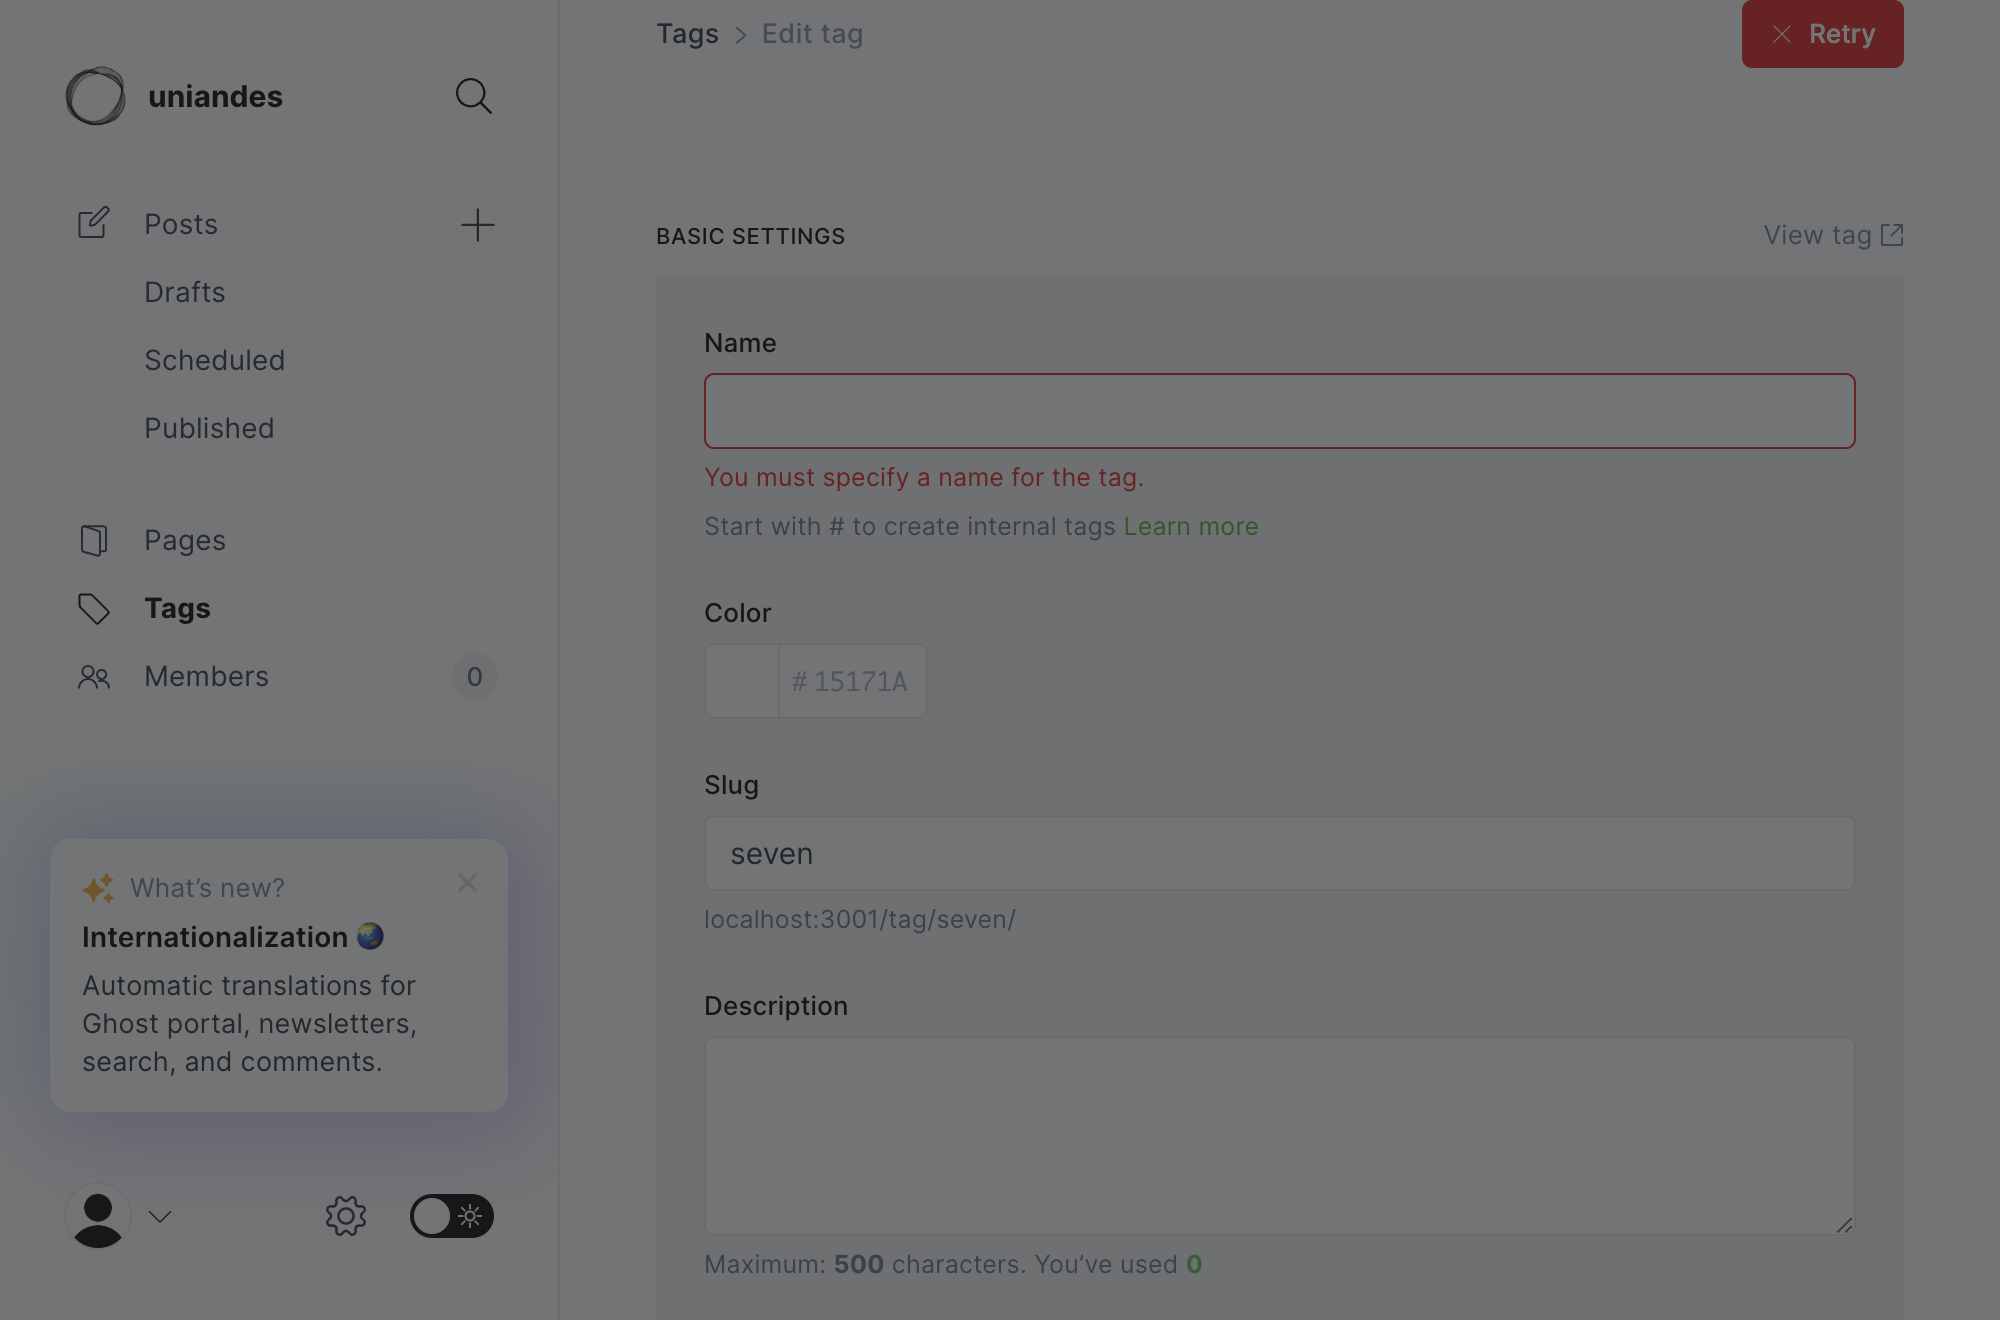 uniandes
Posts
Drafts
Scheduled
Published
Pages
Tags
Members 0
What's new?
Internationalization
Automatic translations for
Ghost portal, newsletters,
search, and comments.
Tags > Edit tag
Retry
BASIC SETTINGS
View tag
Name
You must specify a name for the tag.
Start with # to create internal tags Learn more
Color
# 15171A
Slug
seven
localhost:3001/tag/seven/
Description
Maximum: 500 characters. You’ve used 0